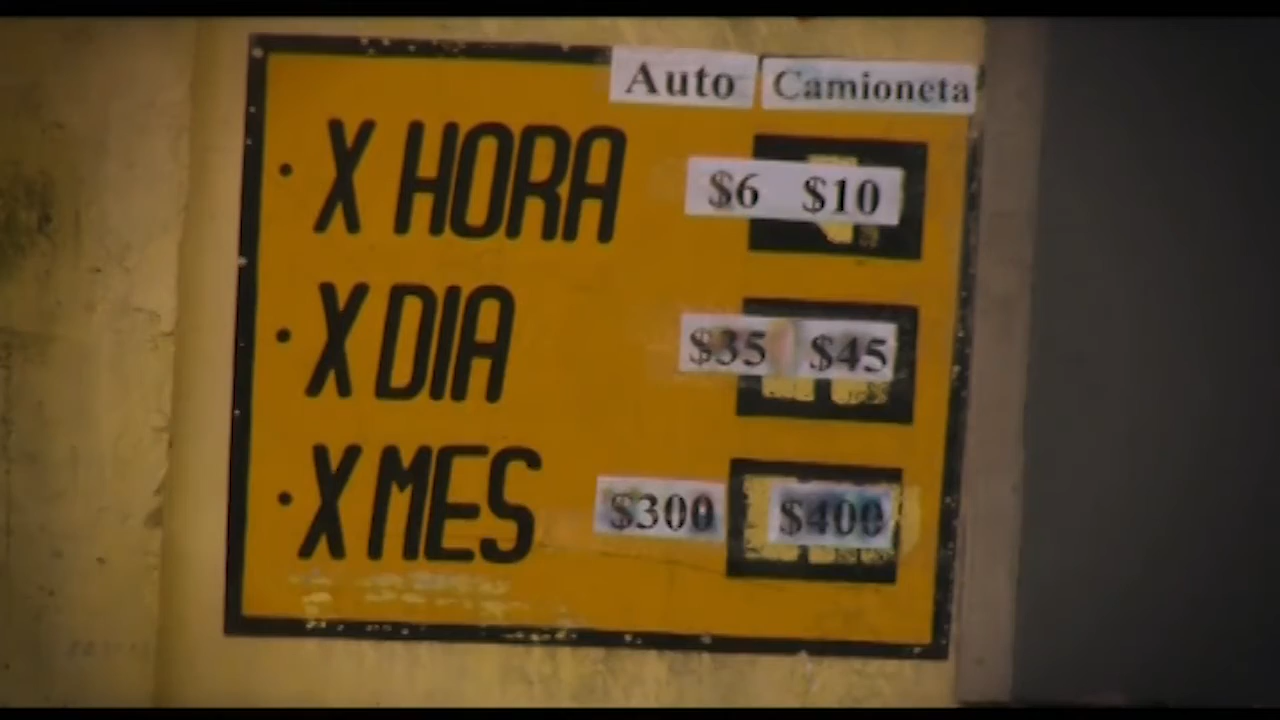 Auto Camioneta
· X HORA $6 $10
· X DIA $35 $45
· X MES $300 $400